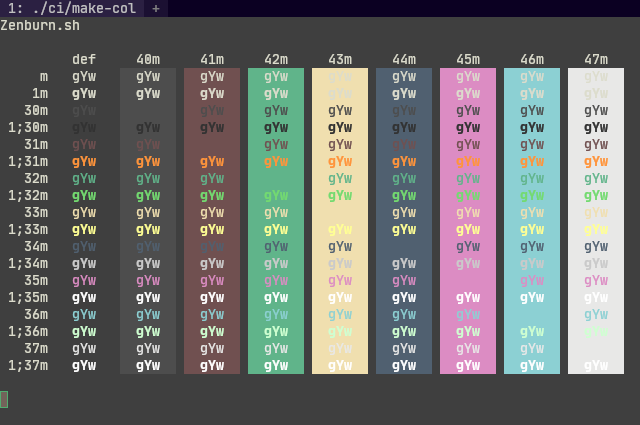 1: ./ci/make-col +
Zenburn.sh
def 40m 41m 42m 43m 44m 45m 46m 47m
m gYw gYw gYw gYw gYw gYw gYw gYw gYw
1m gYw gYw gYw gYw gYw gYw gYw gYw gYw
30m gYw gYw gYw gYw gYw gYw gYw gYw
1;30m gYw gYw gYw gYw gYw gYw gYw gYw gYw
31m gYw gYw gYw gYw gYw gYw gYw gYw
1;31m gYw gYw gYw gYw gYw gYw gYw gYw gYw
32m gYw gYw gYw gYw gYw gYw gYw gYw
1;32m gYw gYw gYw gYw gYw gYw gYw gYw gYw
33m gYw gYw gYw gYw gYw gYw gYw gYw
1;33m gYw gYw gYw gYw gYw gYw gYw gYw gYw
34m gYw gYw gYw gYw gYw gYw gYw gYw
1;34m gYw gYw gYw gYw gYw gYw gYw gYw gYw
35m gYw gYw gYw gYw gYw gYw gYw gYw
1;35m gYw gYw gYw gYw gYw gYw gYw gYw gYw
36m gYw gYw gYw gYw gYw gYw gYw gYw
1;36m gYw gYw gYw gYw gYw gYw gYw gYw gYw
37m gYw gYw gYw gYw gYw gYw gYw gYw
1;37m gYw gYw gYw gYw gYw gYw gYw gYw gYw